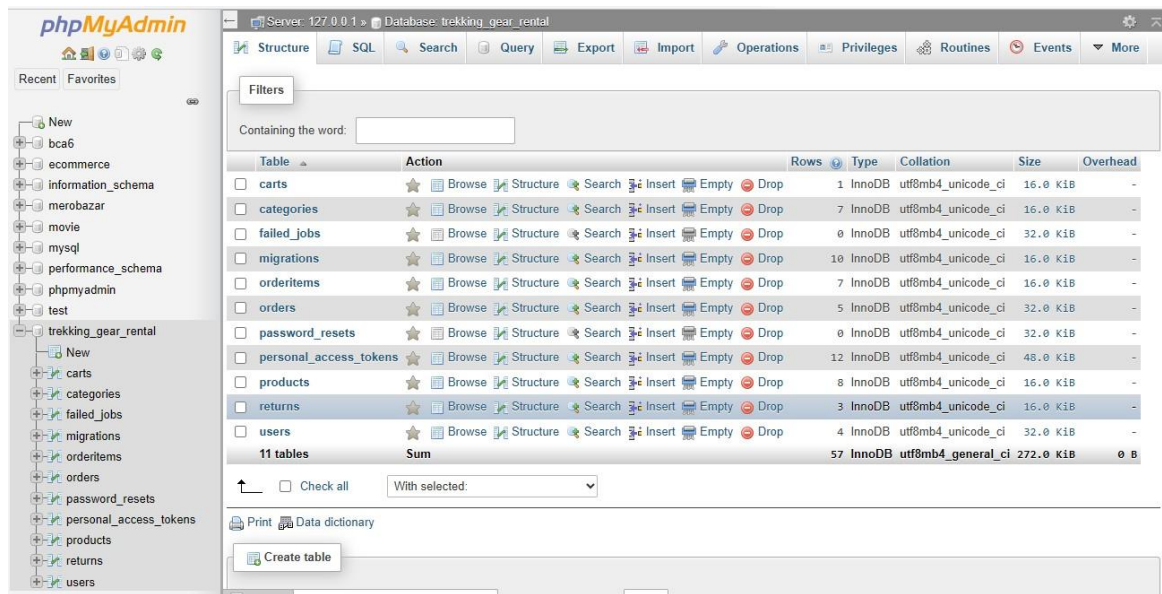 phpMyAdmin
Recent Favorites
New
bca6
ecommerce
information_schema
merobazar
movie
mysql
performance_schema
phpmyadmin
test
trekking_gear_rental
New
carts
categories
failed_jobs
migrations
orderitems
orders
password_resets
personal_access_tokens
products
returns
users
Server: 127.0.0.1 » Database: trekking_gear_rental
Structure SQL Search Query Export Import Operations Privileges Routines Events More
Filters
Containing the word:
Table Action Rows Type Collation Size Overhead
carts Browse Structure Search Insert Empty Drop 1 InnoDB utf8mb4_unicode_ci 16.0 KiB -
categories Browse Structure Search Insert Empty Drop 7 InnoDB utf8mb4_unicode_ci 16.0 KiB -
failed_jobs Browse Structure Search Insert Empty Drop 0 InnoDB utf8mb4_unicode_ci 32.0 KiB -
migrations Browse Structure Search Insert Empty Drop 10 InnoDB utf8mb4_unicode_ci 16.0 KiB -
orderitems Browse Structure Search Insert Empty Drop 7 InnoDB utf8mb4_unicode_ci 16.0 KiB -
orders Browse Structure Search Insert Empty Drop 5 InnoDB utf8mb4_unicode_ci 32.0 KiB -
password_resets Browse Structure Search Insert Empty Drop 0 InnoDB utf8mb4_unicode_ci 32.0 KiB -
personal_access_tokens Browse Structure Search Insert Empty Drop 12 InnoDB utf8mb4_unicode_ci 48.0 KiB -
products Browse Structure Search Insert Empty Drop 8 InnoDB utf8mb4_unicode_ci 16.0 KiB -
returns Browse Structure Search Insert Empty Drop 3 InnoDB utf8mb4_unicode_ci 16.0 KiB -
users Browse Structure Search Insert Empty Drop 4 InnoDB utf8mb4_unicode_ci 32.0 KiB -
11 tables Sum 57 InnoDB utf8mb4_general_ci 272.0 KiB 0 B
Check all With selected:
Print Data dictionary
Create table